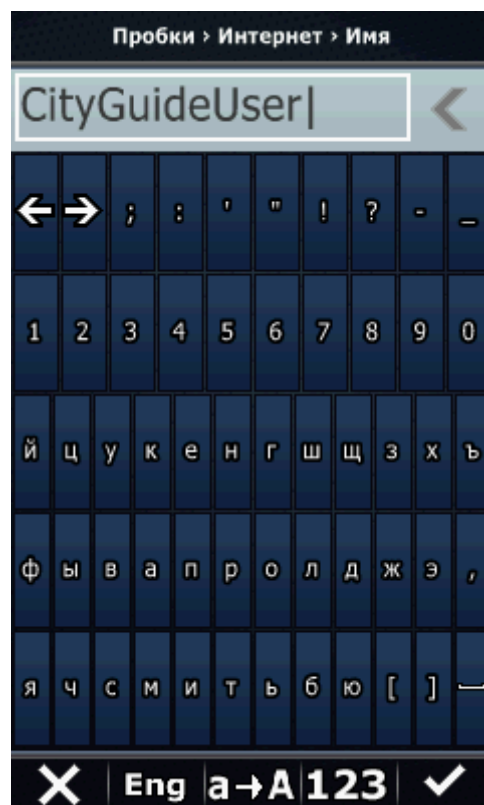 Пробки › Интернет › Имя
CityGuideUser
← → ; : ' " ! ? - _
1 2 3 4 5 6 7 8 9 0
й ц у к е н г ш щ з х ъ
ф ы в а п р о л д ж э ,
я ч с м и т ь б ю [ ]
Eng a→A 123